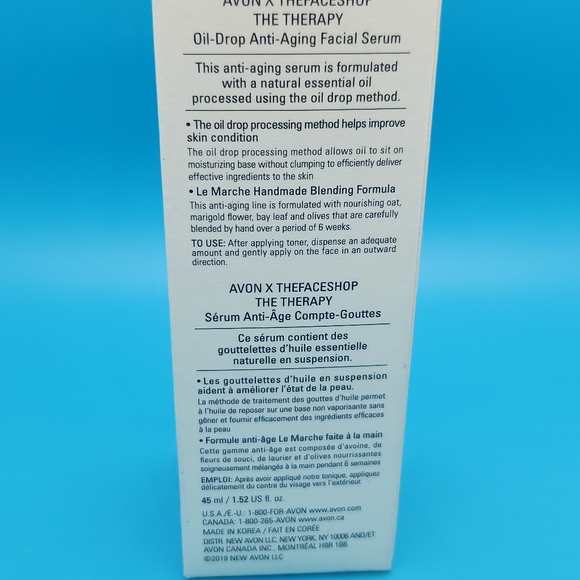 AVON X THEFACESHOP
THE THERAPY
Oil-Drop Anti-Aging Facial Serum
This anti-aging serum is formulated
with a natural essential oil
processed using the oil drop method.
• The oil drop processing method helps improve
skin condition
The oil drop processing method allows oil to sit on
moisturizing base without clumping to efficiently deliver
effective ingredients to the skin
• Le Marche Handmade Blending Formula
This anti-aging line is formulated with nourishing oat,
marigold flower, bay leaf and olives that are carefully
blended by hand over a period of 6 weeks.
TO USE: After applying toner, dispense an adequate
amount and gently apply on the face in an outward
direction.
AVON X THEFACESHOP
THE THERAPY
Sérum Anti-Âge Compte-Gouttes
Ce sérum contient des
gouttelettes d'huile essentielle
naturelle en suspension.
• Les gouttelettes d'huile en suspension
aident à améliorer l'état de la peau.
La méthode de traitement des gouttes d'huile permet
à l'huile de reposer sur une base non vaporisante sans
gêner et fournir efficacement des ingrédients efficaces
à la peau
• Formule anti-âge Le Marche faite à la main
Cette gamme anti-âge est composée d'avoine, de
fleurs de souci, de laurier et d'olives nourrissantes
soigneusement mélangés à la main pendant 6 semaines
EMPLOI: Après avoir appliqué notre tonique, appliquez
délicatement du centre du visage vers l'extérieur.
45 ml / 1.52 US fl. oz.
U.S.A./É.-U.: 1-800-FOR-AVON www.avon.com
CANADA: 1-800-265-AVON www.avon.ca
MADE IN KOREA / FAIT EN CORÉE
DISTR. NEW AVON LLC, NEW YORK, NY 10006 AND/ET
AVON CANADA INC., MONTRÉAL H9R 1B6
©2019 NEW AVON LLC